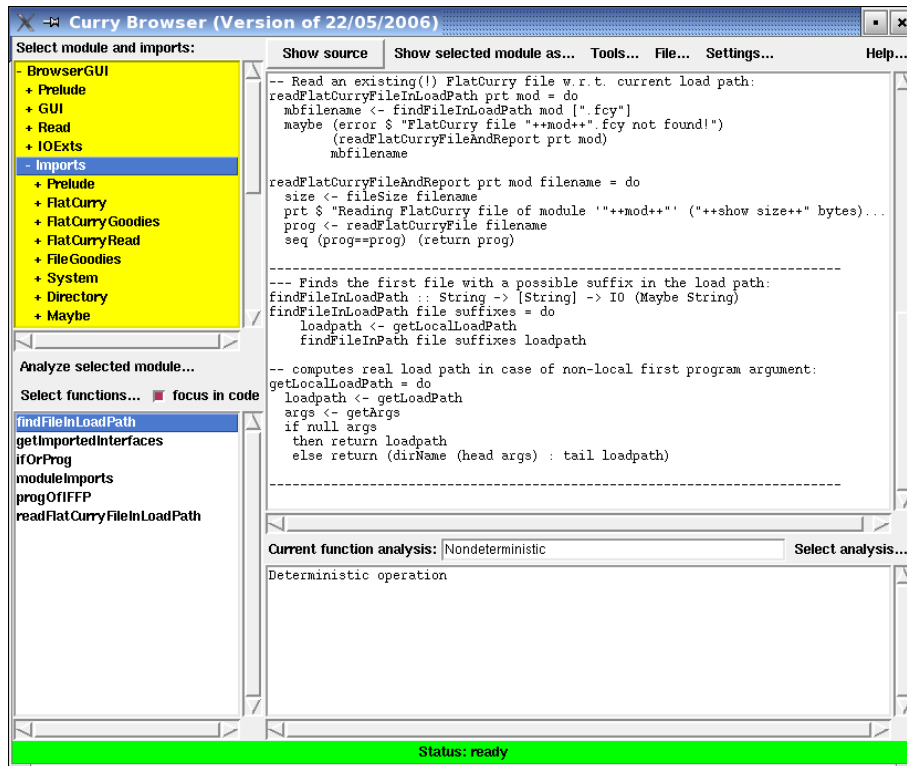 Curry Browser (Version of 22/05/2006)
Select module and imports:
Show source
Show selected module as...
Tools...
File...
Settings...
Help...
- BrowserGUI
+ Prelude
+ GUI
+ Read
+ IOExts
- Imports
+ Prelude
+ FlatCurry
+ FlatCurryGoodies
+ FlatCurryRead
+ FileGoodies
+ System
+ Directory
+ Maybe
Analyze selected module...
Select functions...
focus in code
findFileInLoadPath
getImportedInterfaces
ifOrProg
moduleImports
progOfIFFP
readFlatCurryFileInLoadPath
-- Read an existing(!) FlatCurry file w.r.t. current load path:
readFlatCurryFileInLoadPath prt mod = do
  mbfilename <- findFileInLoadPath mod [".fcy"]
  maybe (error $ "FlatCurry file "++mod++".fcy not found!")
        (readFlatCurryFileAndReport prt mod)
        mbfilename
readFlatCurryFileAndReport prt mod filename = do
  size <- fileSize filename
  prt $ "Reading FlatCurry file of module '"++mod++"' ("++show size++" bytes)...
  prog <- readFlatCurryFile filename
  seq (prog==prog) (return prog)
--------------------------------------------------------------------------
--- Finds the first file with a possible suffix in the load path:
findFileInLoadPath :: String -> [String] -> IO (Maybe String)
findFileInLoadPath file suffixes = do
    loadpath <- getLocalLoadPath
    findFileInPath file suffixes loadpath
-- computes real load path in case of non-local first program argument:
getLocalLoadPath = do
  loadpath <- getLoadPath
  args <- getArgs
  if null args
   then return loadpath
   else return (dirName (head args) : tail loadpath)
--------------------------------------------------------------------------
Current function analysis:
Nondeterministic
Select analysis...
Deterministic operation
Status: ready